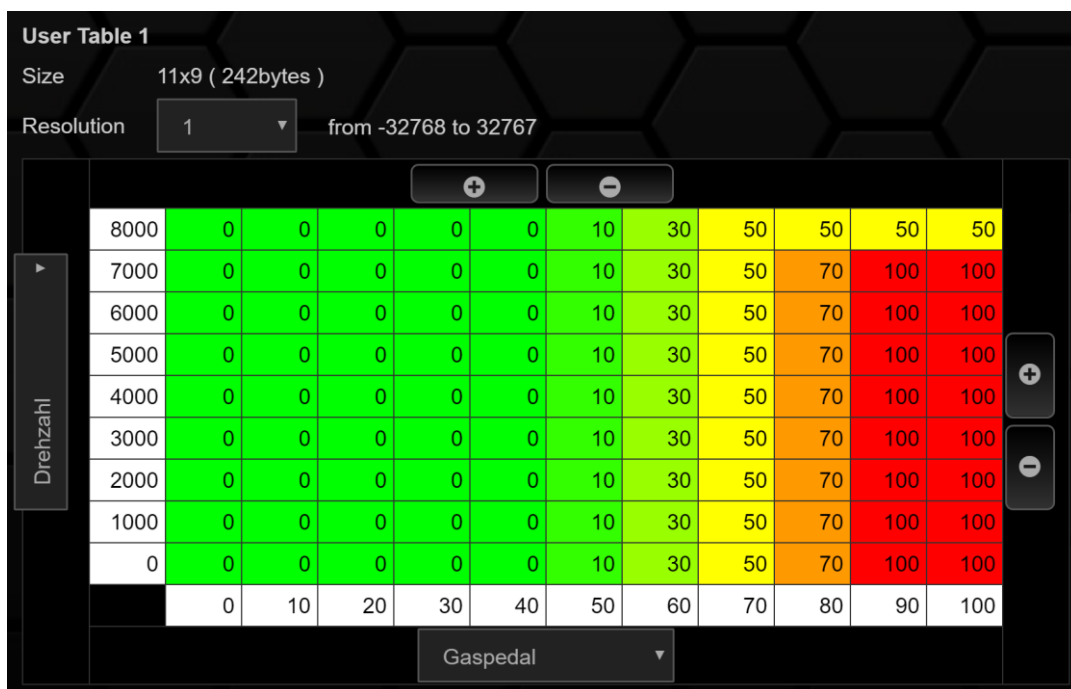 User Table 1
Size 11x9 ( 242bytes )
Resolution 1 from -32768 to 32767
8000 0 0 0 0 0 10 30 50 50 50 50
7000 0 0 0 0 0 10 30 50 70 100 100
6000 0 0 0 0 0 10 30 50 70 100 100
5000 0 0 0 0 0 10 30 50 70 100 100
4000 0 0 0 0 0 10 30 50 70 100 100
3000 0 0 0 0 0 10 30 50 70 100 100
2000 0 0 0 0 0 10 30 50 70 100 100
1000 0 0 0 0 0 10 30 50 70 100 100
0 0 0 0 0 0 10 30 50 70 100 100
0 10 20 30 40 50 60 70 80 90 100
Drehzahl
Gaspedal